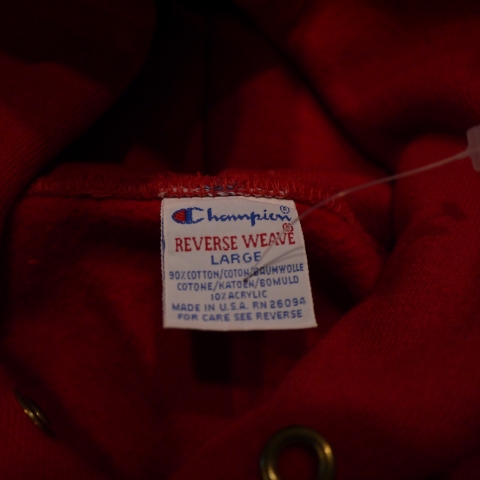 Champion®
REVERSE WEAVE®
LARGE
90% COTTON/COTON/BAUMWOLLE
COTONE/KATOEN/BOMULD
10% ACRYLIC
MADE IN U.S.A. RN 26094
FOR CARE SEE REVERSE